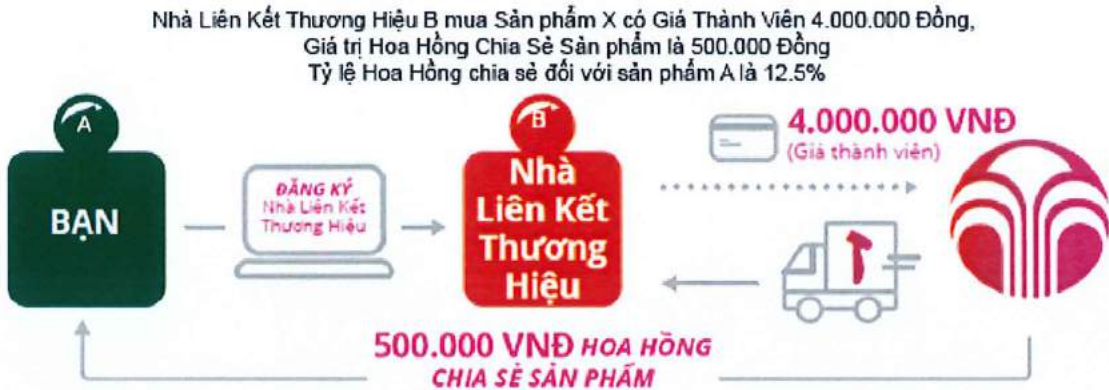 Nhà Liên Kết Thương Hiệu B mua Sản phẩm X có Giá Thành Viên 4.000.000 Đồng,
Giá trị Hoa Hồng Chia Sẻ Sản phẩm là 500.000 Đồng
Tỷ lệ Hoa Hồng chia sẻ đối với sản phẩm A là 12.5%
A
BẠN
ĐĂNG KÝ
Nhà Liên Kết
Thương Hiệu
B
Nhà
Liên Kết
Thương
Hiệu
4.000.000 VNĐ
(Giá thành viên)
500.000 VNĐ HOA HỒNG
CHIA SẺ SẢN PHẨM